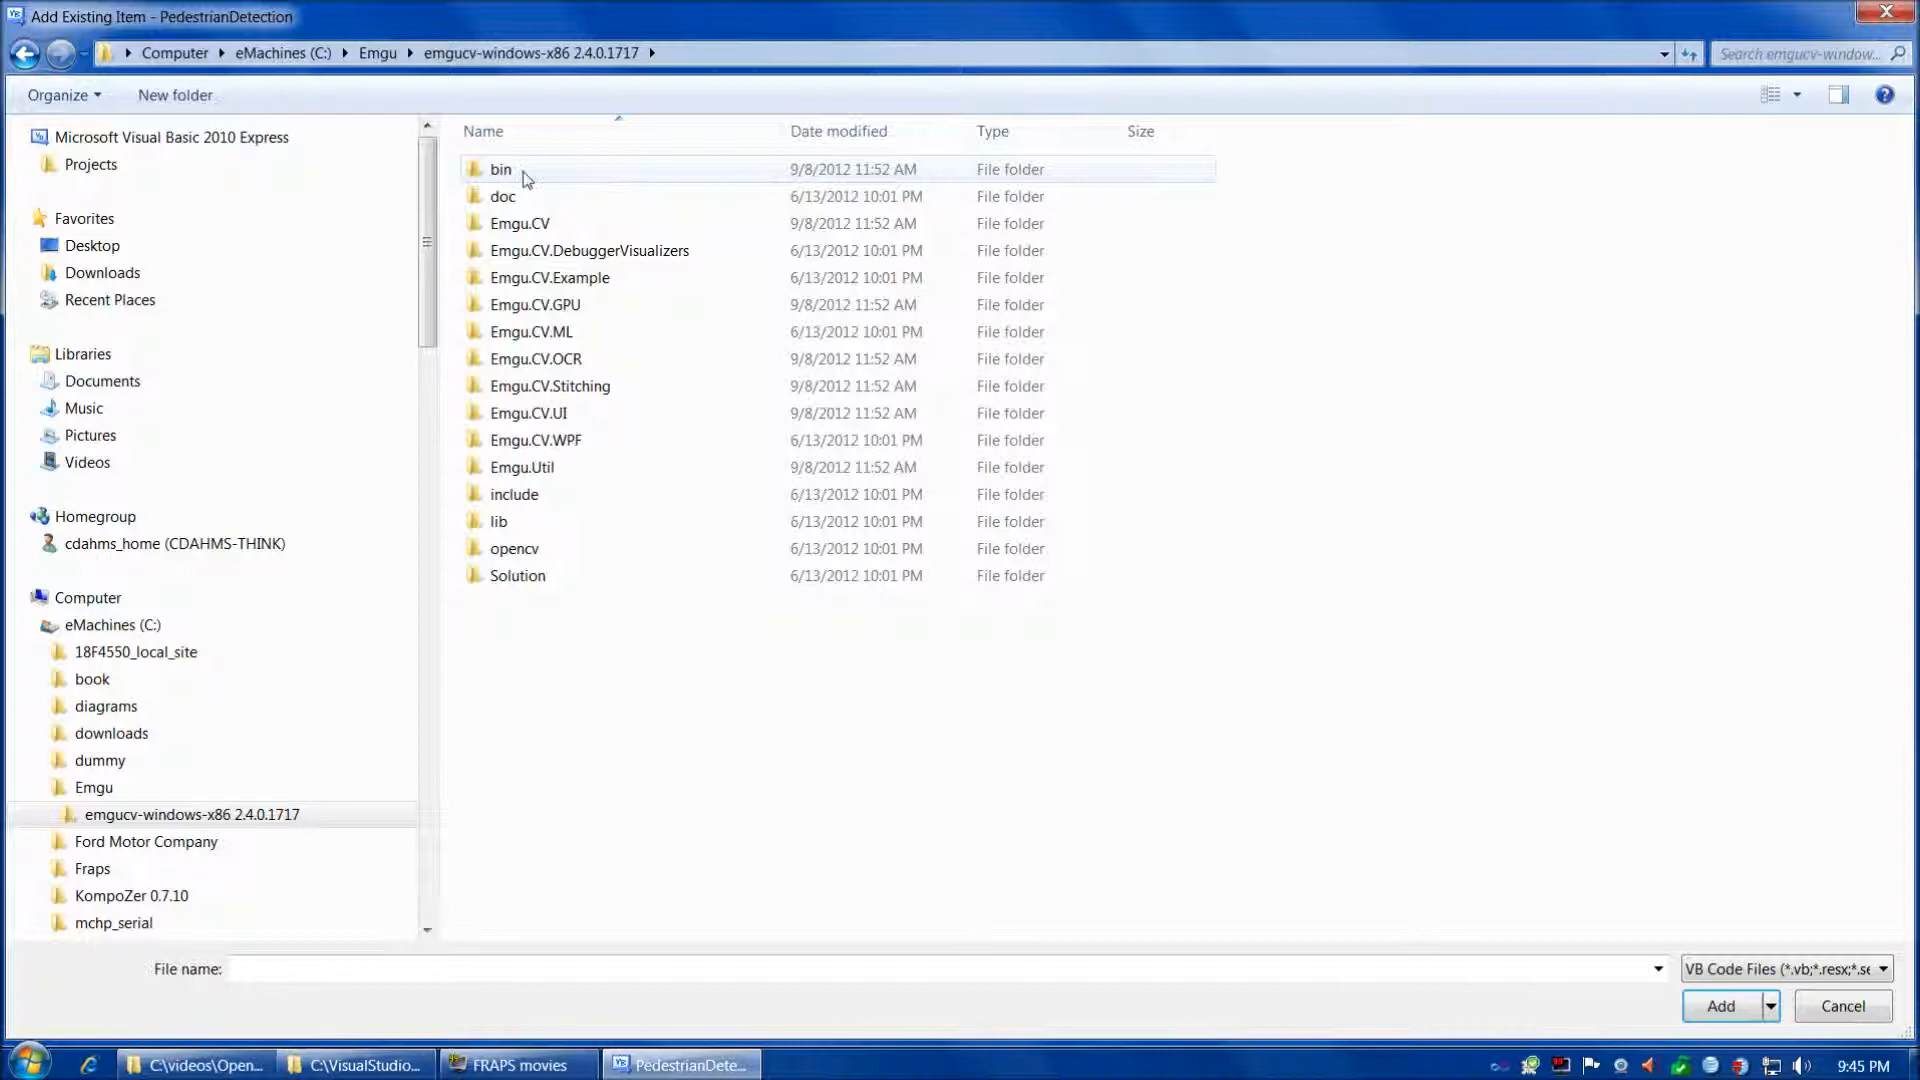 Add Existing Item - PedestrianDetection
Computer eMachines (C:) Emgu emgucv-windows-x86 2.4.0.1717
Search emgucv-window...
Organize New folder
Microsoft Visual Basic 2010 Express
Projects
Favorites
Desktop
Downloads
Recent Places
Libraries
Documents
Music
Pictures
Videos
Homegroup
cdahms_home (CDAHMS-THINK)
Computer
eMachines (C:)
18F4550_local_site
book
diagrams
downloads
dummy
Emgu
emgucv-windows-x86 2.4.0.1717
Ford Motor Company
Fraps
KompoZer 0.7.10
mchp_serial
Name Date modified Type Size
bin 9/8/2012 11:52 AM File folder
doc 6/13/2012 10:01 PM File folder
Emgu.CV 9/8/2012 11:52 AM File folder
Emgu.CV.DebuggerVisualizers 6/13/2012 10:01 PM File folder
Emgu.CV.Example 6/13/2012 10:01 PM File folder
Emgu.CV.GPU 9/8/2012 11:52 AM File folder
Emgu.CV.ML 6/13/2012 10:01 PM File folder
Emgu.CV.OCR 9/8/2012 11:52 AM File folder
Emgu.CV.Stitching 9/8/2012 11:52 AM File folder
Emgu.CV.UI 9/8/2012 11:52 AM File folder
Emgu.CV.WPF 6/13/2012 10:01 PM File folder
Emgu.Util 9/8/2012 11:52 AM File folder
include 6/13/2012 10:01 PM File folder
lib 6/13/2012 10:01 PM File folder
opencv 6/13/2012 10:01 PM File folder
Solution 6/13/2012 10:01 PM File folder
File name: VB Code Files (*.vb;*.resx;*.se
Add Cancel
C:\videos\Open... C:\VisualStudio... FRAPS movies PedestrianDete... 9:45 PM